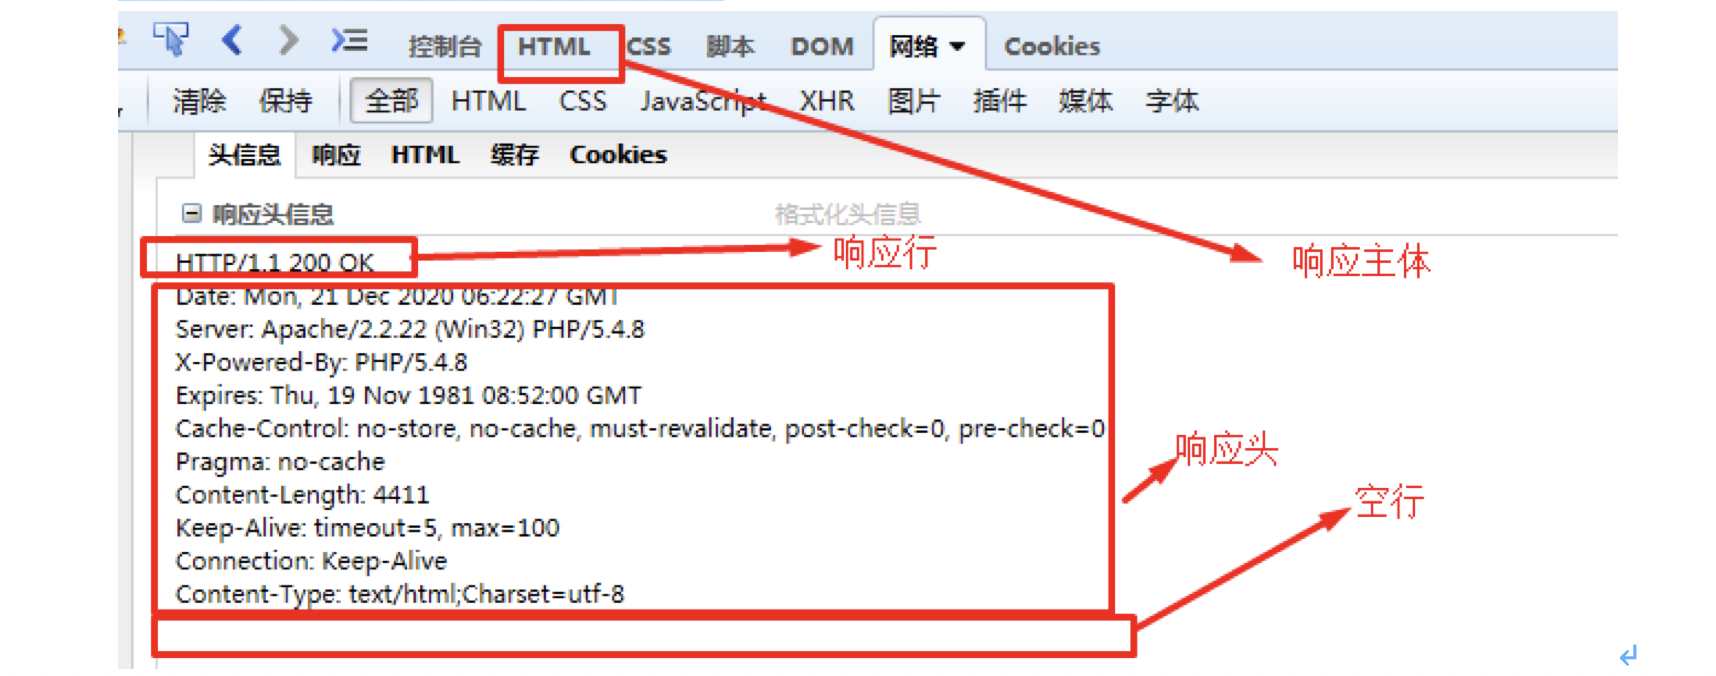 控制台 HTML CSS 脚本 DOM 网络 Cookies
清除 保持 全部 HTML CSS JavaScript XHR 图片 插件 媒体 字体
头信息 响应 HTML 缓存 Cookies
响应头信息 格式化头信息
HTTP/1.1 200 OK 响应行 响应主体
Date: Mon, 21 Dec 2020 06:22:27 GMT
Server: Apache/2.2.22 (Win32) PHP/5.4.8
X-Powered-By: PHP/5.4.8
Expires: Thu, 19 Nov 1981 08:52:00 GMT
Cache-Control: no-store, no-cache, must-revalidate, post-check=0, pre-check=0
响应头
Pragma: no-cache
Content-Length: 4411
空行
Keep-Alive: timeout=5, max=100
Connection: Keep-Alive
Content-Type: text/html;Charset=utf-8